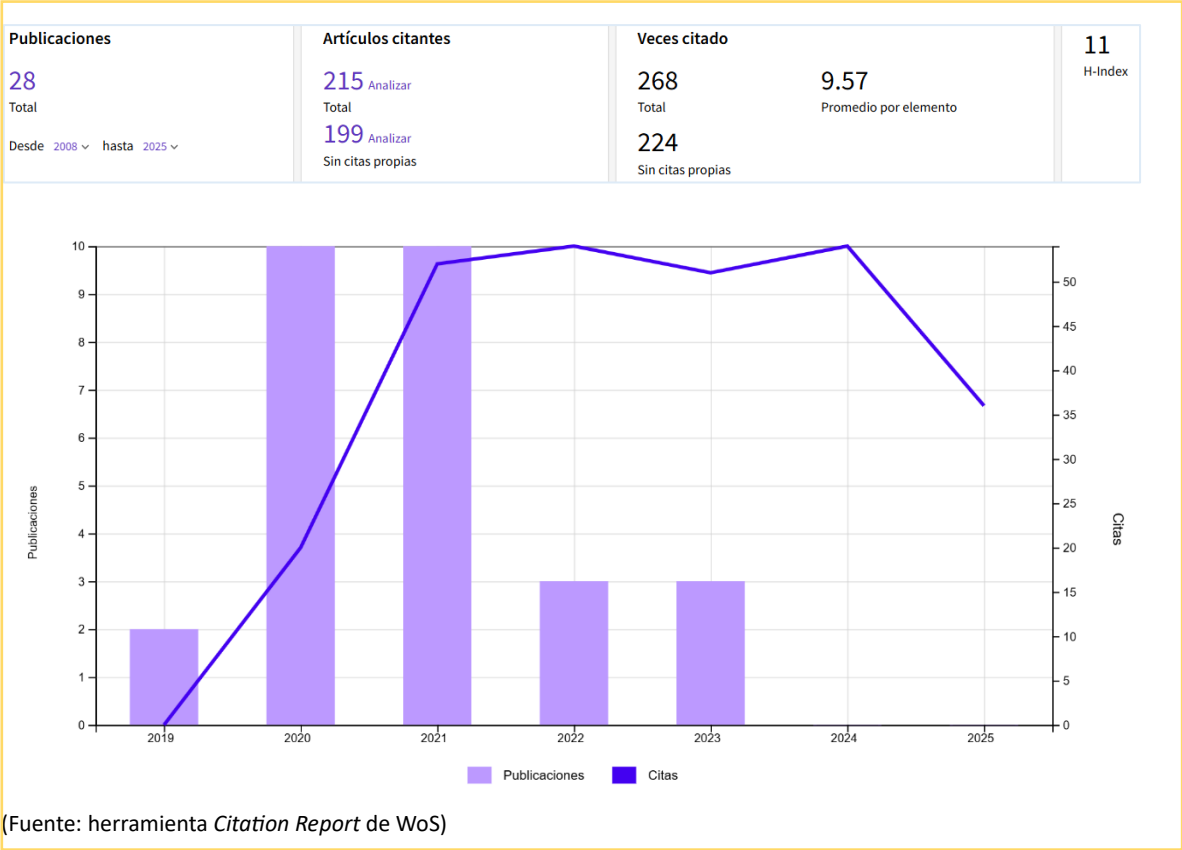 Publicaciones
28
Total
Desde 2008 hasta 2025
Artículos citantes
215 Analizar
Total
199 Analizar
Sin citas propias
Veces citado
268
Total
224
Sin citas propias
9.57
Promedio por elemento
11
H-Index
Publicaciones
10
9
8
7
6
5
4
3
2
1
0
50
45
40
35
30
25
20
15
10
5
0
Citas
2019 2020 2021 2022 2023 2024 2025
Publicaciones Citas
(Fuente: herramienta Citation Report de WoS)